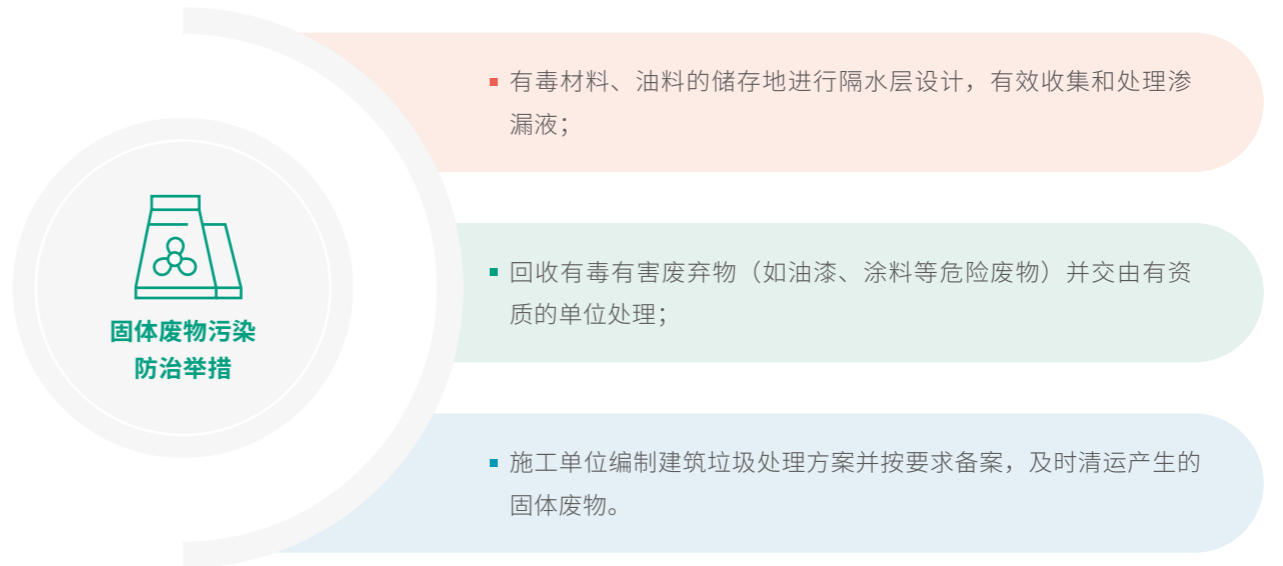 固体废物污染
防治举措
有毒材料、油料的储存地进行隔水层设计，有效收集和处理渗
漏液；
回收有毒有害废弃物（如油漆、涂料等危险废物）并交由有资
质的单位处理；
施工单位编制建筑垃圾处理方案并按要求备案，及时清运产生的
固体废物。